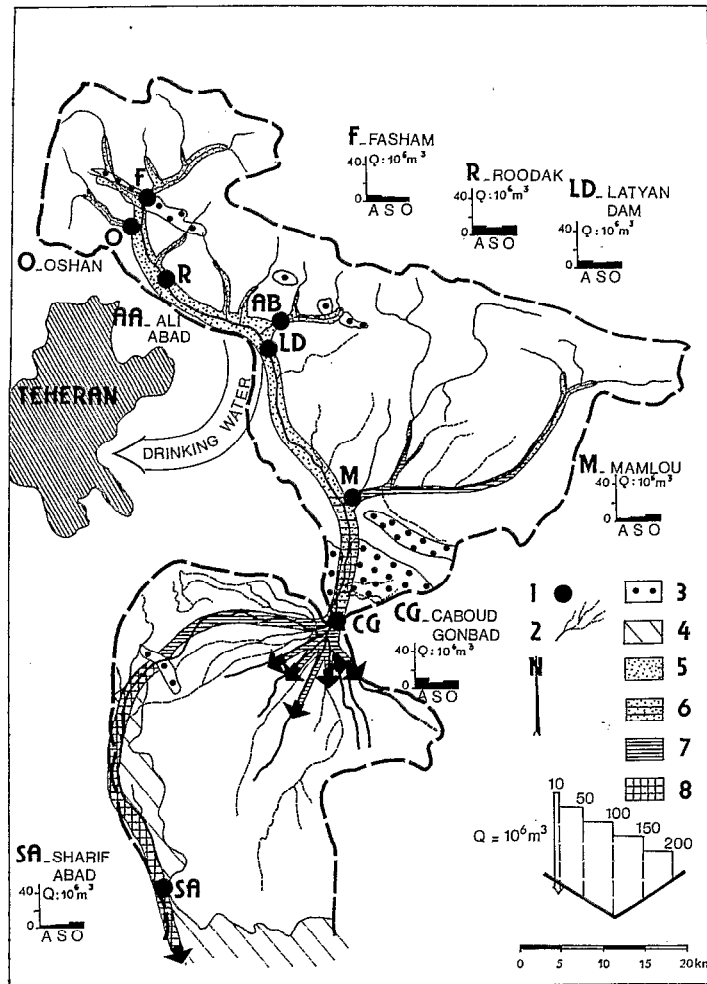 F_FASHAM
40 Q: 10⁶m³
0
A S O
R_ROODAK
40 Q: 10⁶m³
0
A S O
LD_LATYAN
DAM
40 Q: 10⁶m³
0
A S O
F
O
O_OSHAN
R
AA_ALI
ABAD
AB
LD
TEHERAN
DRINKING WATER
M
M_MAMLOU
40 Q: 10⁶m³
0
A S O
CG
CG_CABOUD
GONBAD
40 Q: 10⁶m³
0
A S O
1
2
N
3
4
5
6
7
8
10
50
100
150
200
Q = 10⁶m³
SA_SHARIF
ABAD
40 Q: 10⁶m³
0
A S O
SA
0 5 10 15 20km